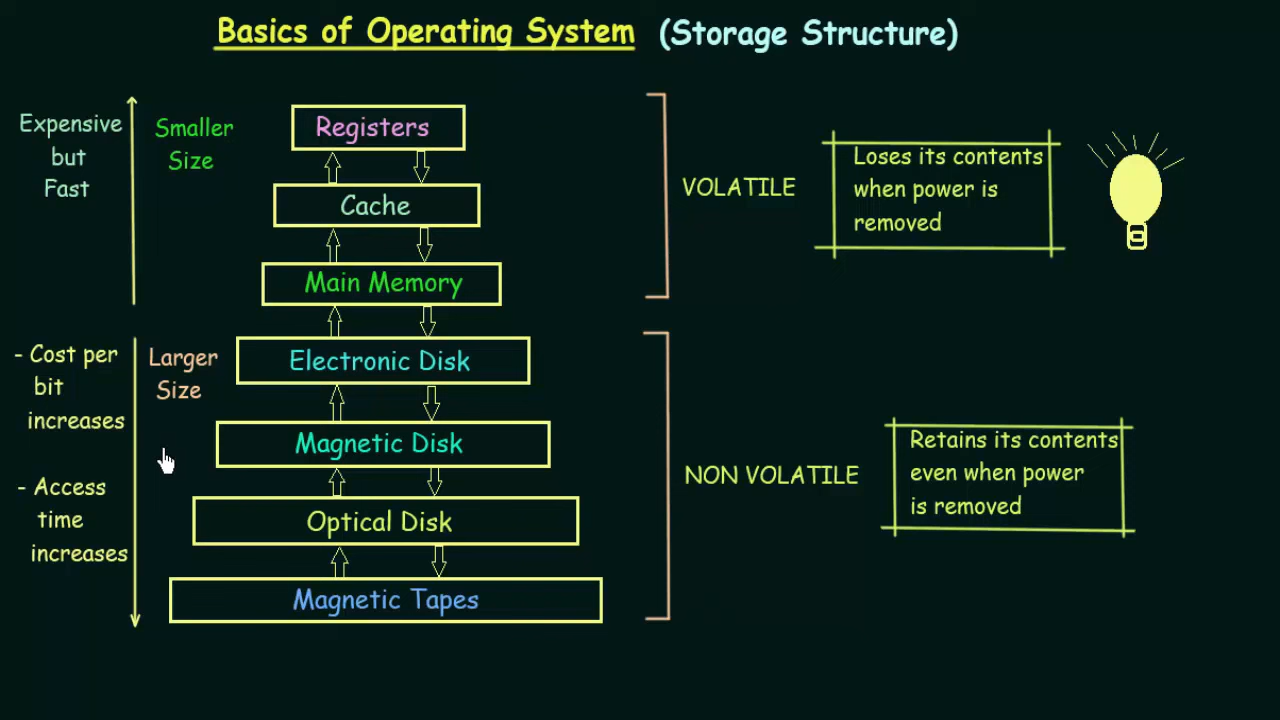 Basics of Operating System (Storage Structure)
Expensive
but
Fast
Smaller
Size
Registers
Cache
Main Memory
VOLATILE
Loses its contents
when power is
removed
- Cost per
bit
increases
- Access
time
increases
Larger
Size
Electronic Disk
Magnetic Disk
Optical Disk
Magnetic Tapes
NON VOLATILE
Retains its contents
even when power
is removed